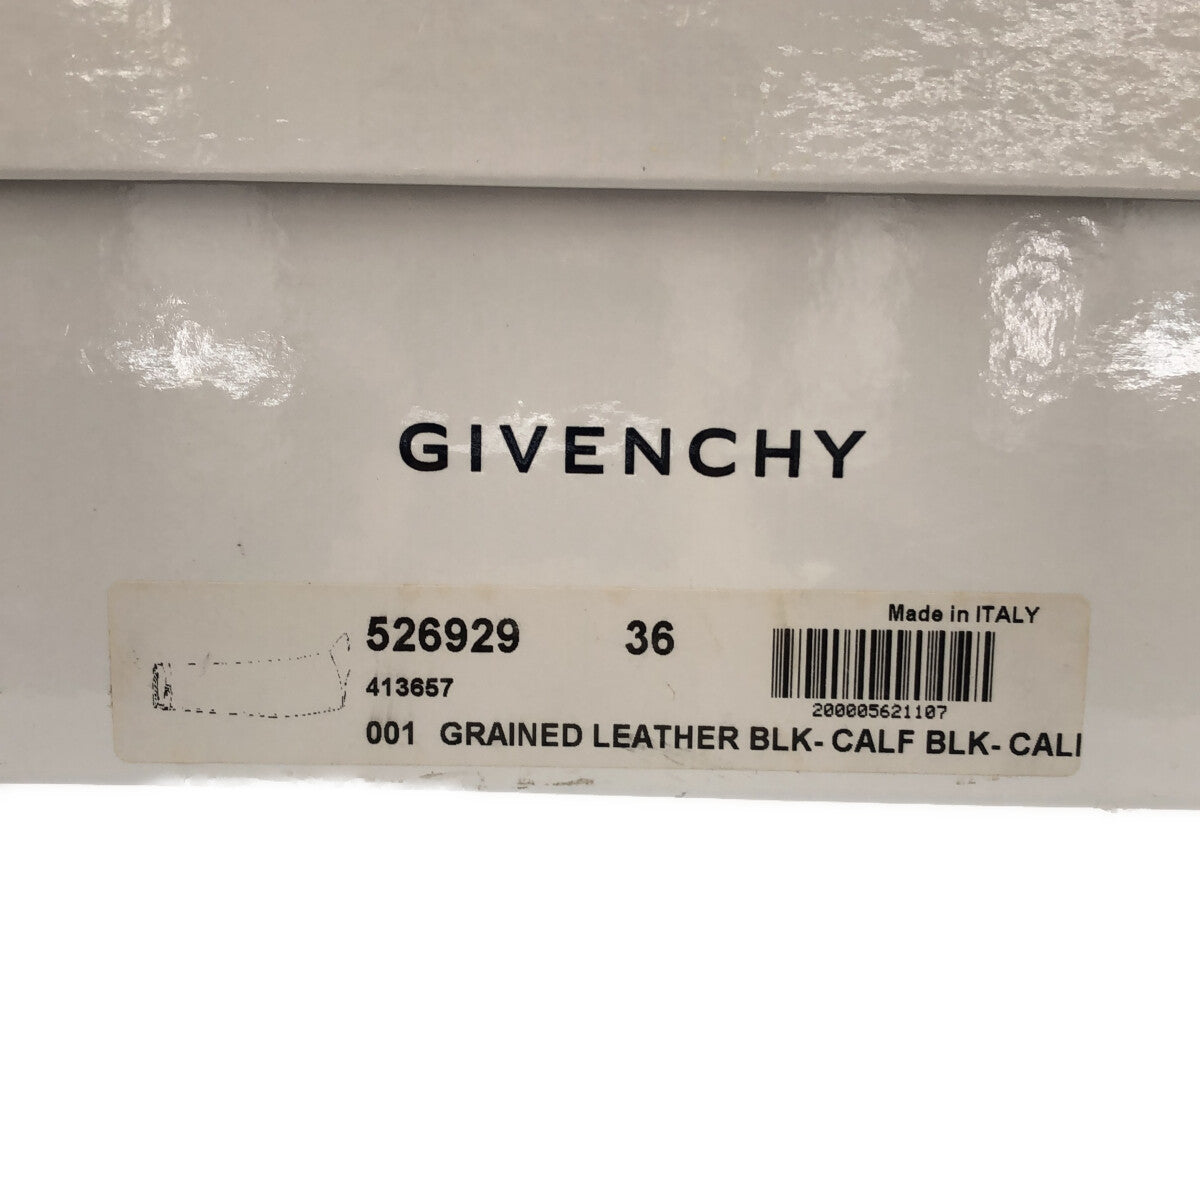 GIVENCHY
Made in ITALY
526929 36
413657
200005621107
001 GRAINED LEATHER BLK- CALF BLK- CALI